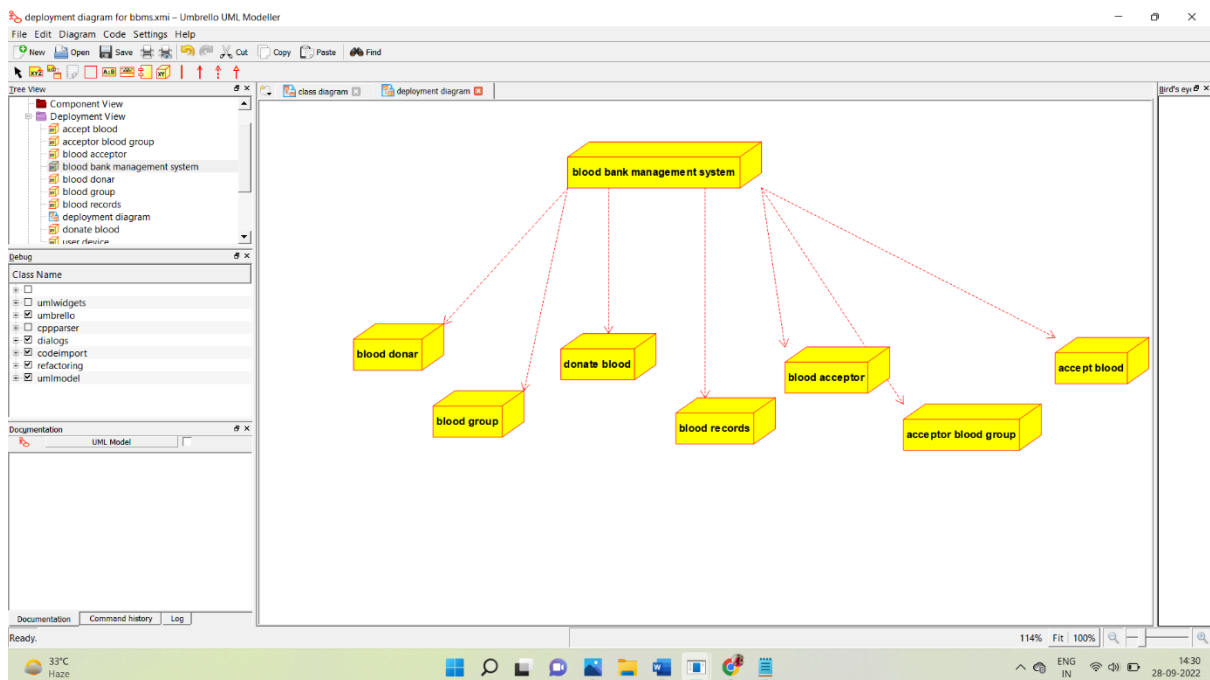 deployment diagram for bbms.xmi – Umbrello UML Modeller
File Edit Diagram Code Settings Help
New Open Save Cut Copy Paste Find
Tree View
Component View
Deployment View
accept blood
acceptor blood group
blood acceptor
blood bank management system
blood donar
blood group
blood records
deployment diagram
donate blood
user device
Debug
Class Name
umlwidgets
umbrello
cppparser
dialogs
codeimport
refactoring
umlmodel
Documentation
UML Model
Documentation Command history Log
class diagram deployment diagram
Bird's eye
blood bank management system
blood donar
donate blood
blood acceptor
accept blood
blood group
blood records
acceptor blood group
Ready.
114% Fit 100%
33°C
Haze
ENG
IN
14:30
28-09-2022